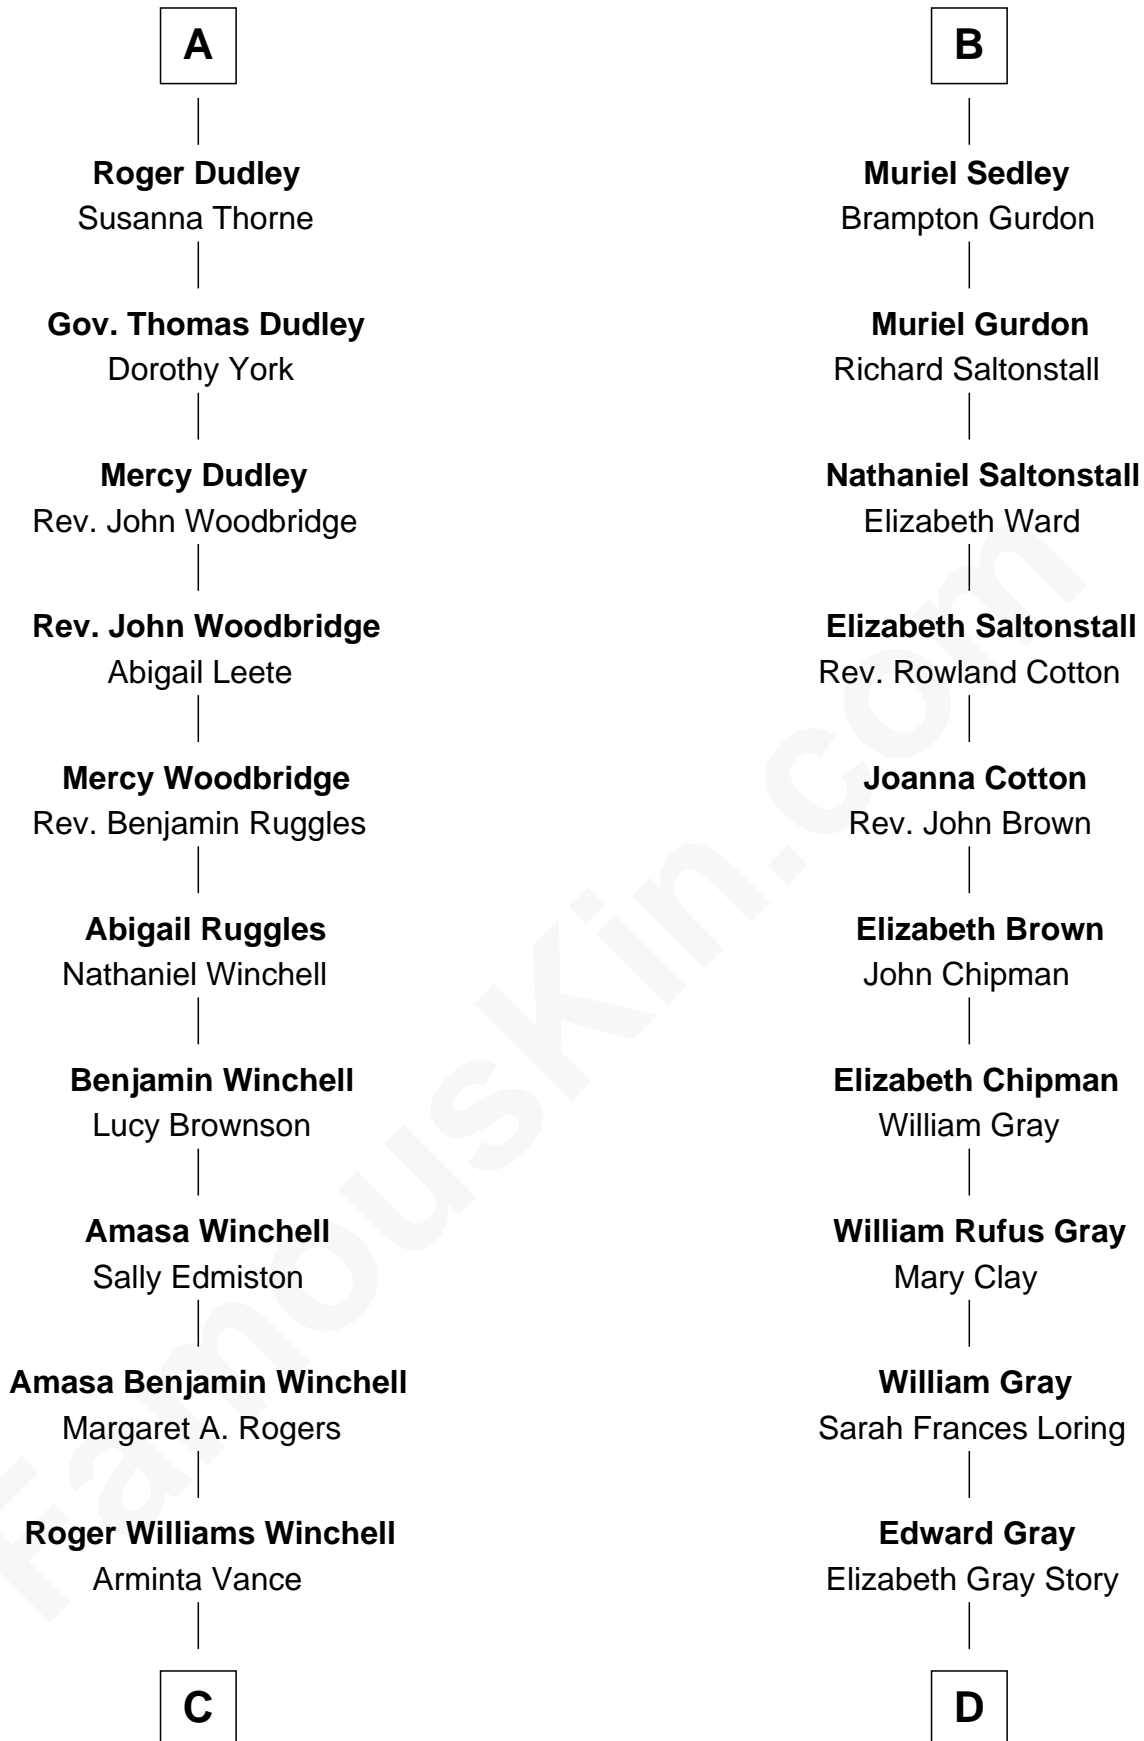 A
Roger Dudley
Susanna Thorne
Gov. Thomas Dudley
Dorothy York
Mercy Dudley
Rev. John Woodbridge
Rev. John Woodbridge
Abigail Leete
Mercy Woodbridge
Rev. Benjamin Ruggles
Abigail Ruggles
Nathaniel Winchell
Benjamin Winchell
Lucy Brownson
Amasa Winchell
Sally Edmiston
Amasa Benjamin Winchell
Margaret A. Rogers
Roger Williams Winchell
Arminta Vance
C
B
Muriel Sedley
Brampton Gurdon
Muriel Gurdon
Richard Saltonstall
Nathaniel Saltonstall
Elizabeth Ward
Elizabeth Saltonstall
Rev. Rowland Cotton
Joanna Cotton
Rev. John Brown
Elizabeth Brown
John Chipman
Elizabeth Chipman
William Gray
William Rufus Gray
Mary Clay
William Gray
Sarah Frances Loring
Edward Gray
Elizabeth Gray Story
D
FamousKin.com